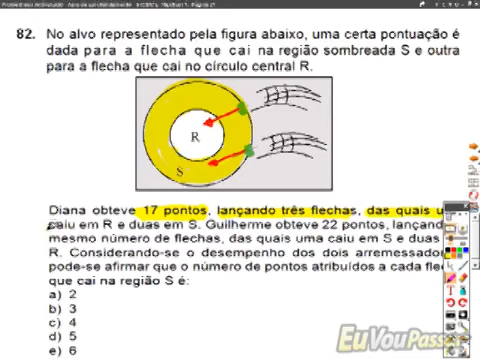 82. No alvo representado pela figura abaixo, uma certa pontuação é
dada para a flecha que cai na região sombreada S e outra
para a flecha que cai no círculo central R.
R
S
Diana obteve 17 pontos, lançando três flechas, das quais
caiu em R e duas em S. Guilherme obteve 22 pontos,
mesmo número de flechas, das quais uma caiu em S e duas
R. Considerando-se o desempenho dos dois
pode-se afirmar que o número de pontos atribuídos a cada
que cai na região S é:
a) 2
b) 3
c) 4
d) 5
e) 6
EuVouPassar